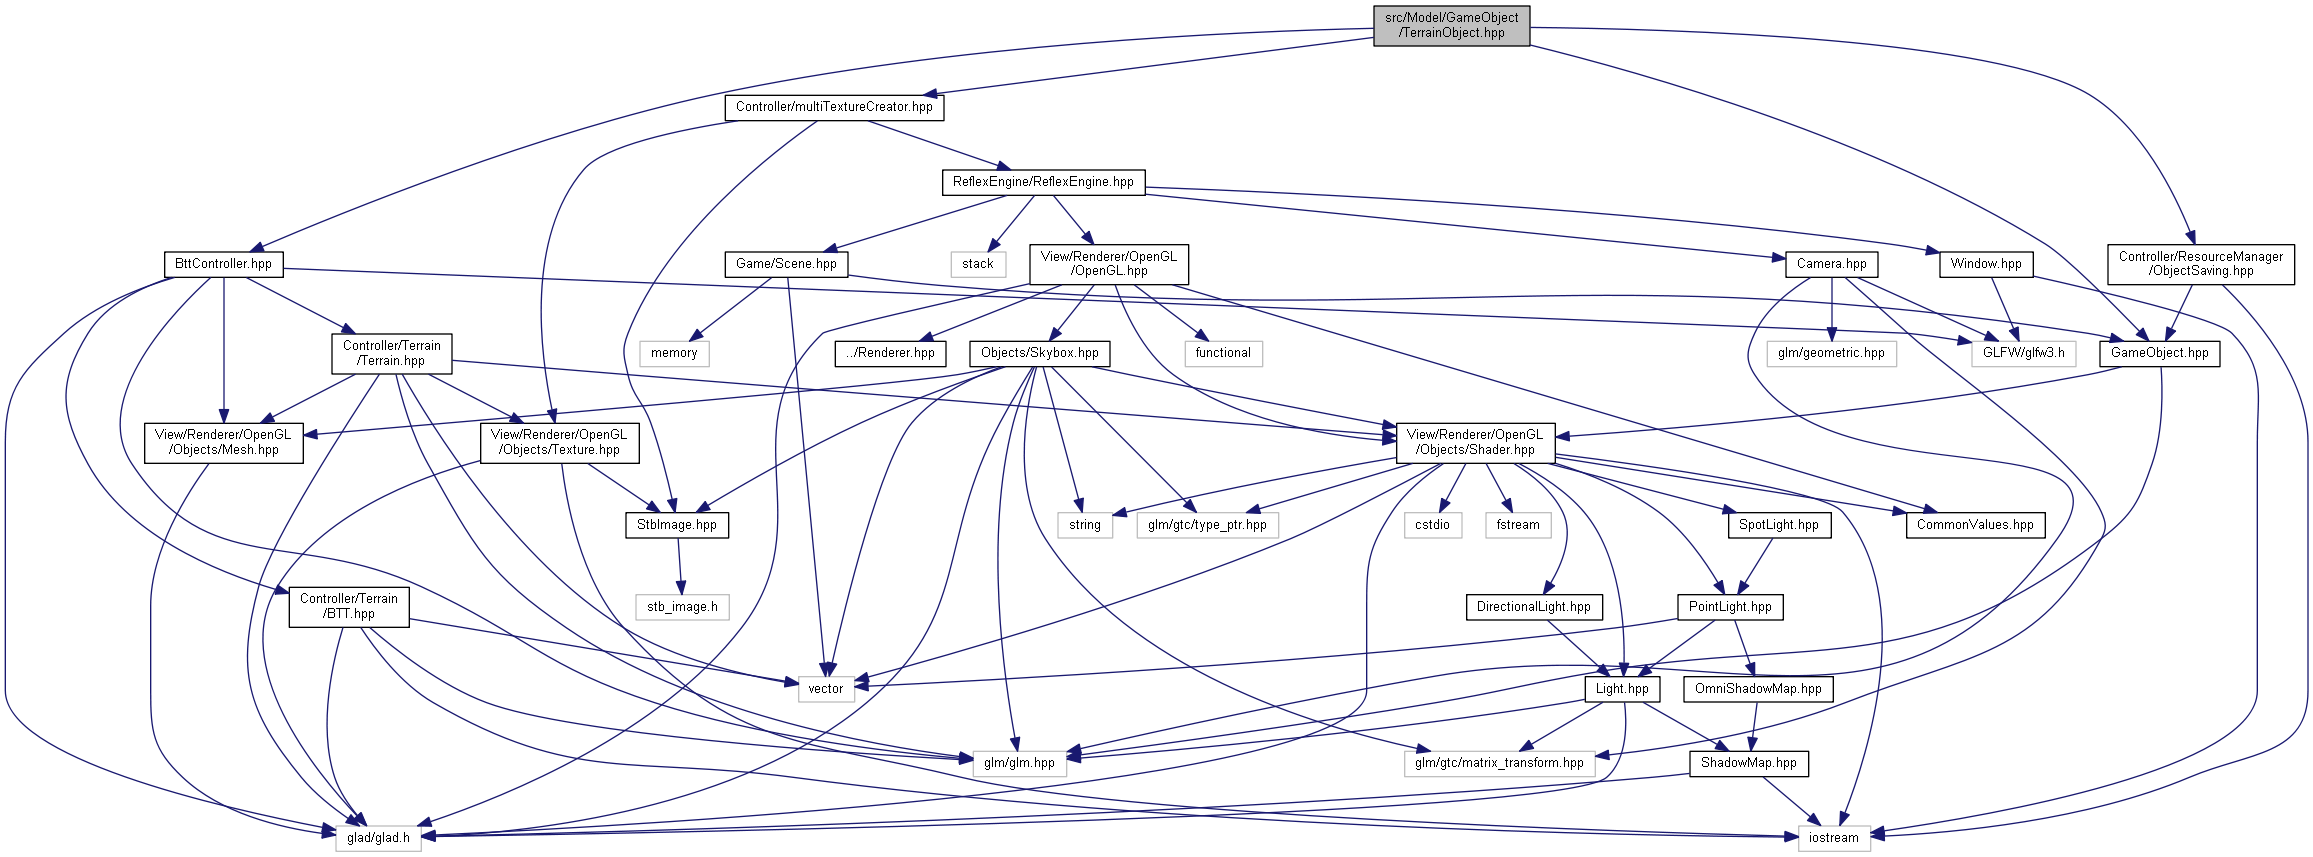 src/Model/GameObject
/TerrainObject.hpp
Controller/multiTextureCreator.hpp
ReflexEngine/ReflexEngine.hpp
BttController.hpp
Game/Scene.hpp
stack
View/Renderer/OpenGL
/OpenGL.hpp
Camera.hpp
Window.hpp
Controller/ResourceManager
/ObjectSaving.hpp
Controller/Terrain
/Terrain.hpp
memory
../Renderer.hpp
Objects/Skybox.hpp
functional
glm/geometric.hpp
GLFW/glfw3.h
GameObject.hpp
View/Renderer/OpenGL
/Objects/Mesh.hpp
View/Renderer/OpenGL
/Objects/Texture.hpp
View/Renderer/OpenGL
/Objects/Shader.hpp
StbImage.hpp
string
glm/gtc/type_ptr.hpp
cstdio
fstream
SpotLight.hpp
CommonValues.hpp
Controller/Terrain
/BTT.hpp
stb_image.h
DirectionalLight.hpp
PointLight.hpp
vector
Light.hpp
OmniShadowMap.hpp
glm/glm.hpp
glm/gtc/matrix_transform.hpp
ShadowMap.hpp
glad/glad.h
iostream